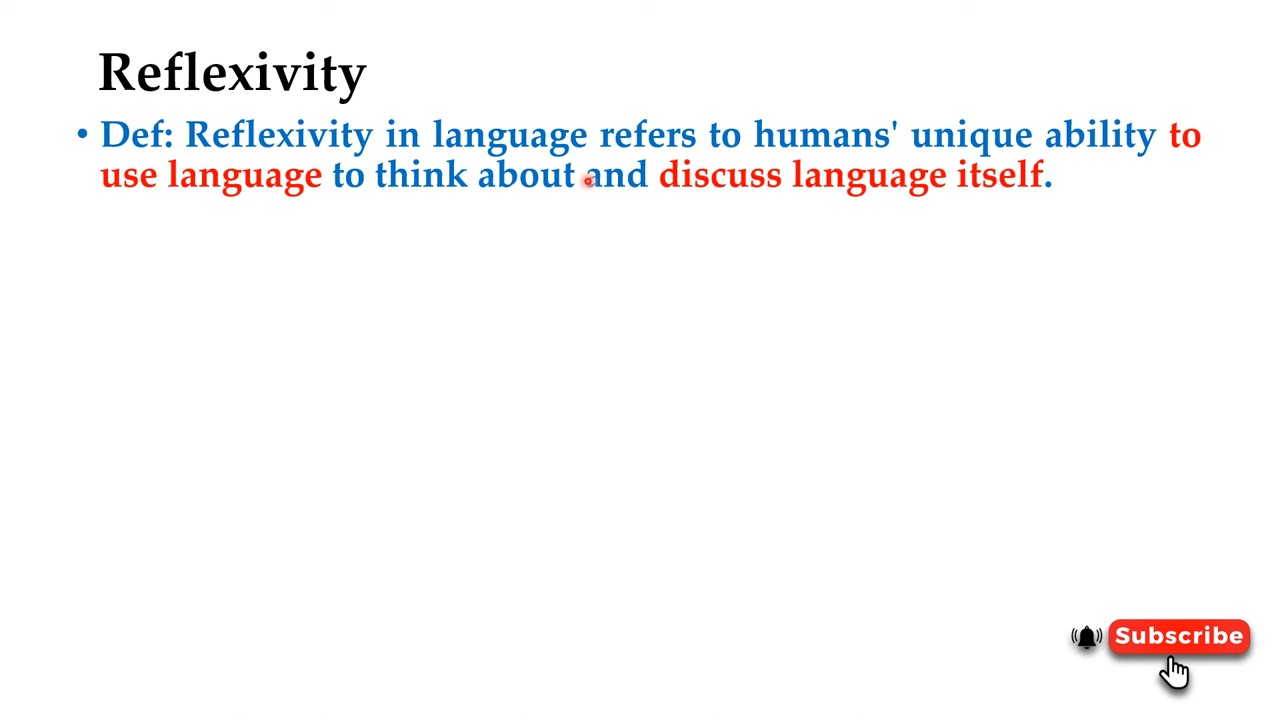 Reflexivity
• Def: Reflexivity in language refers to humans' unique ability to
use language to think about and discuss language itself.
Subscribe